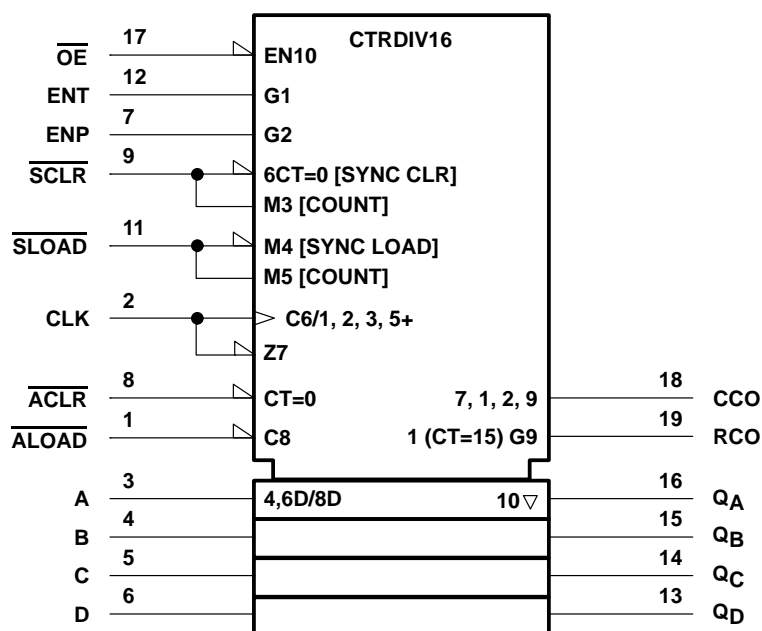 CTRDIV16
OE 17 EN10
ENT 12 G1
ENP 7 G2
SCLR 9 6CT=0 [SYNC CLR]
M3 [COUNT]
SLOAD 11 M4 [SYNC LOAD]
M5 [COUNT]
CLK 2 C6/1, 2, 3, 5+
Z7
ACLR 8 CT=0 7, 1, 2, 9 18 CCO
ALOAD 1 C8 1 (CT=15) G9 19 RCO
A 3 4,6D/8D 10 ▽ 16 QA
B 4 15 QB
C 5 14 QC
D 6 13 QD